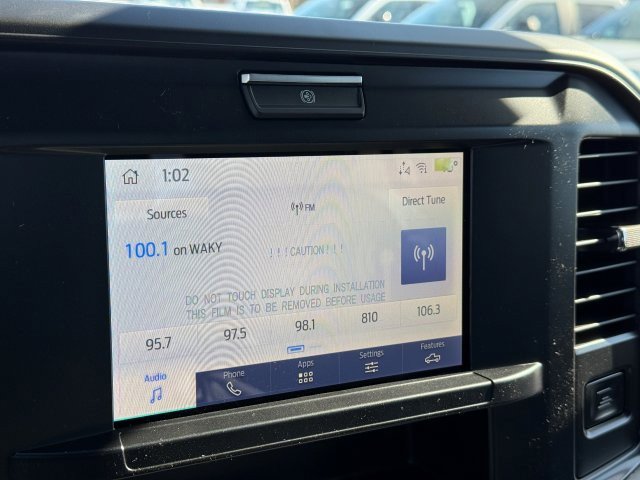 1:02
Sources
FM
Direct Tune
100.1 on WAKY
!!!CAUTION!!!
DO NOT TOUCH DISPLAY DURING INSTALLATION
THIS FILM IS TO BE REMOVED BEFORE USAGE
95.7 97.5 98.1 810 106.3
Audio Phone Apps Settings Features